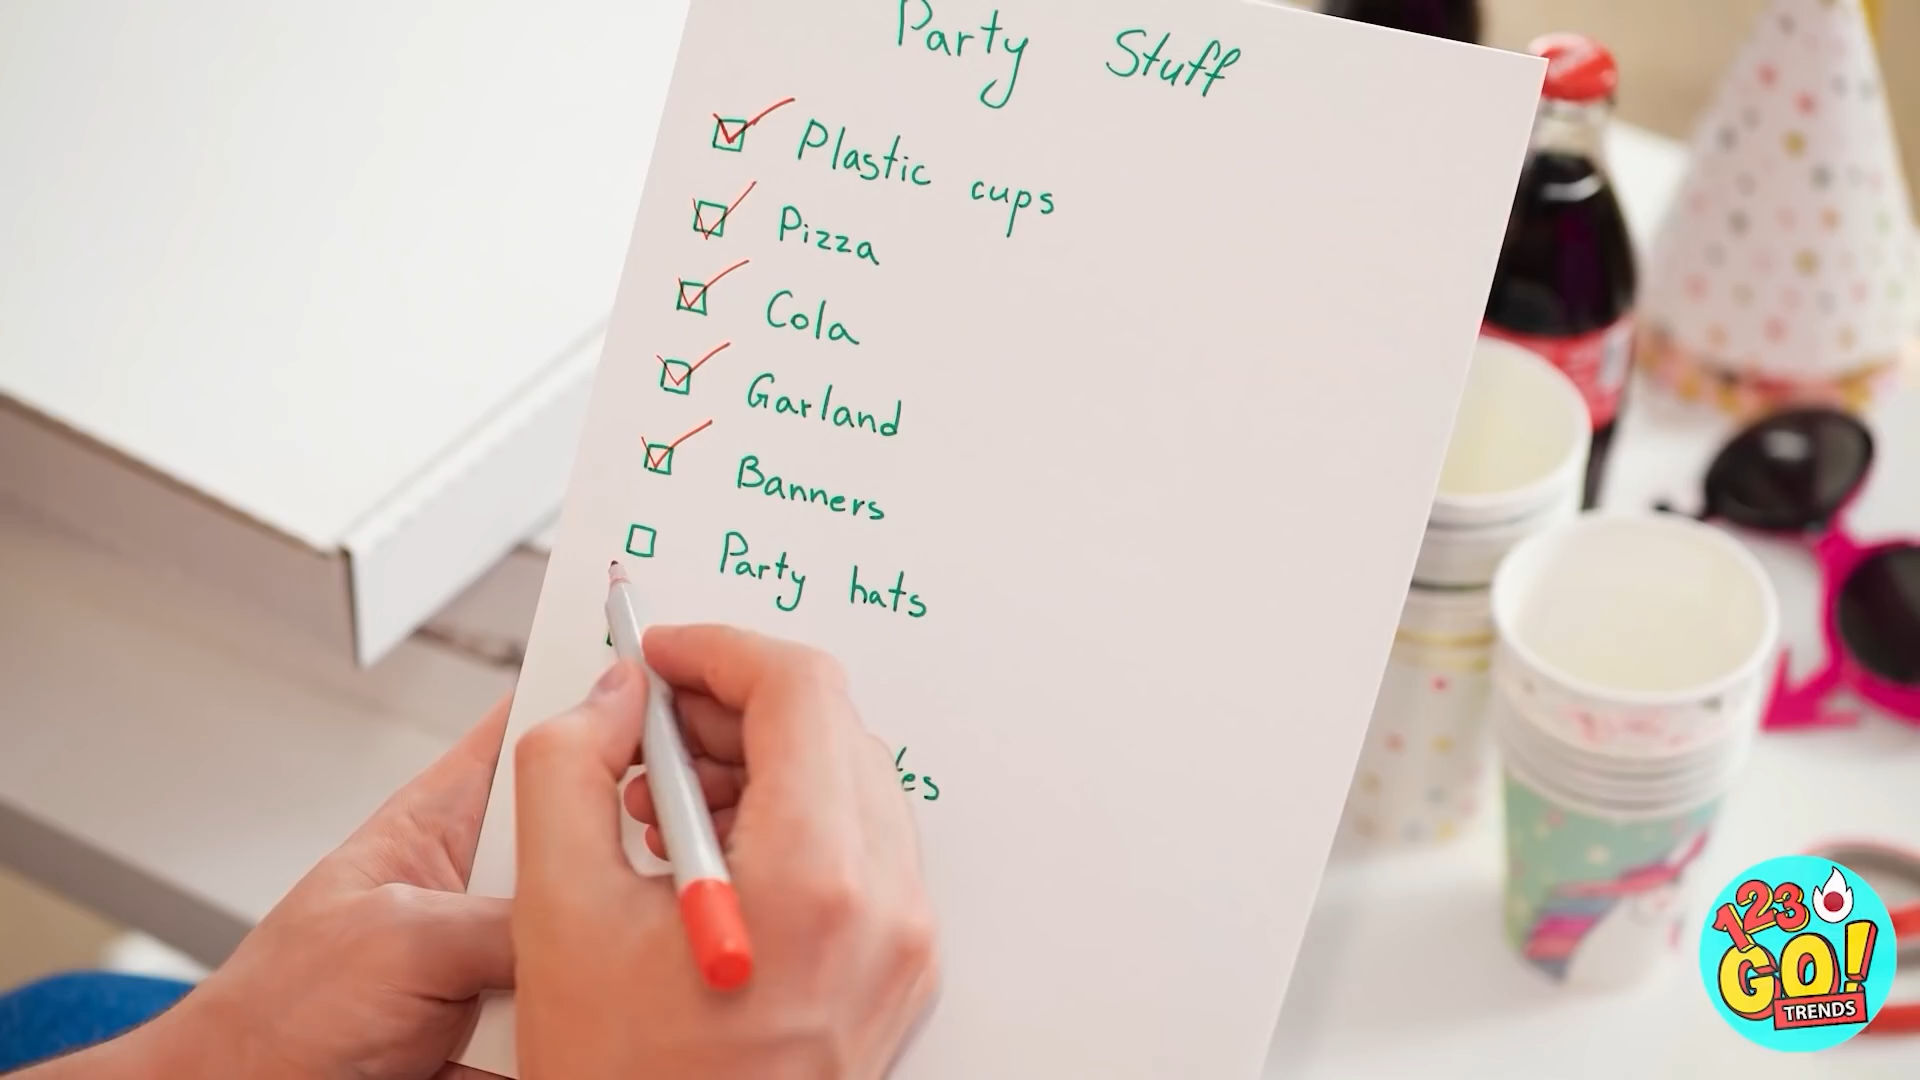 Party Stuff
Plastic cups
Pizza
Cola
Garland
Banners
Party hats
123
GO!
TRENDS